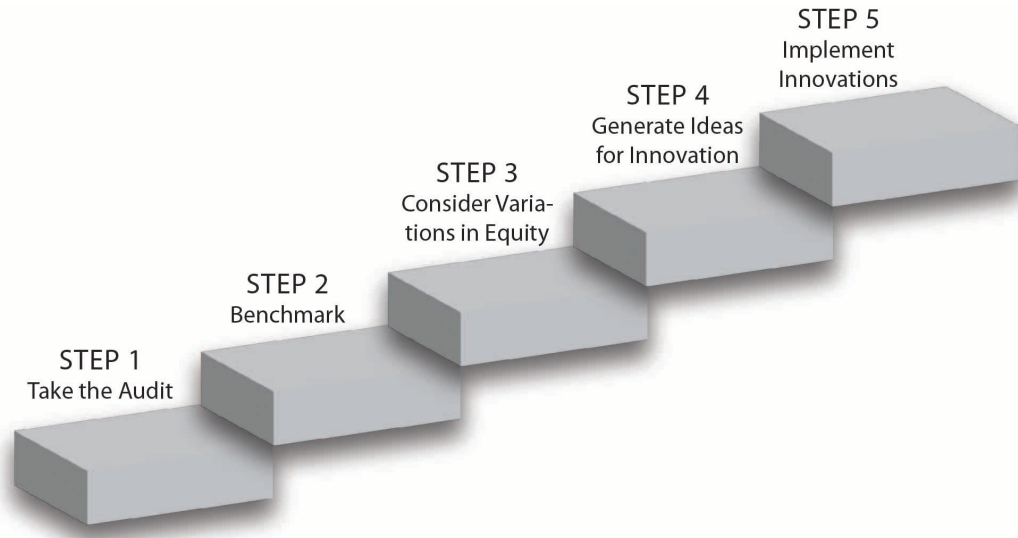 STEP 1
Take the Audit
STEP 2
Benchmark
STEP 3
Consider Varia-
tions in Equity
STEP 4
Generate Ideas
for Innovation
STEP 5
Implement
Innovations